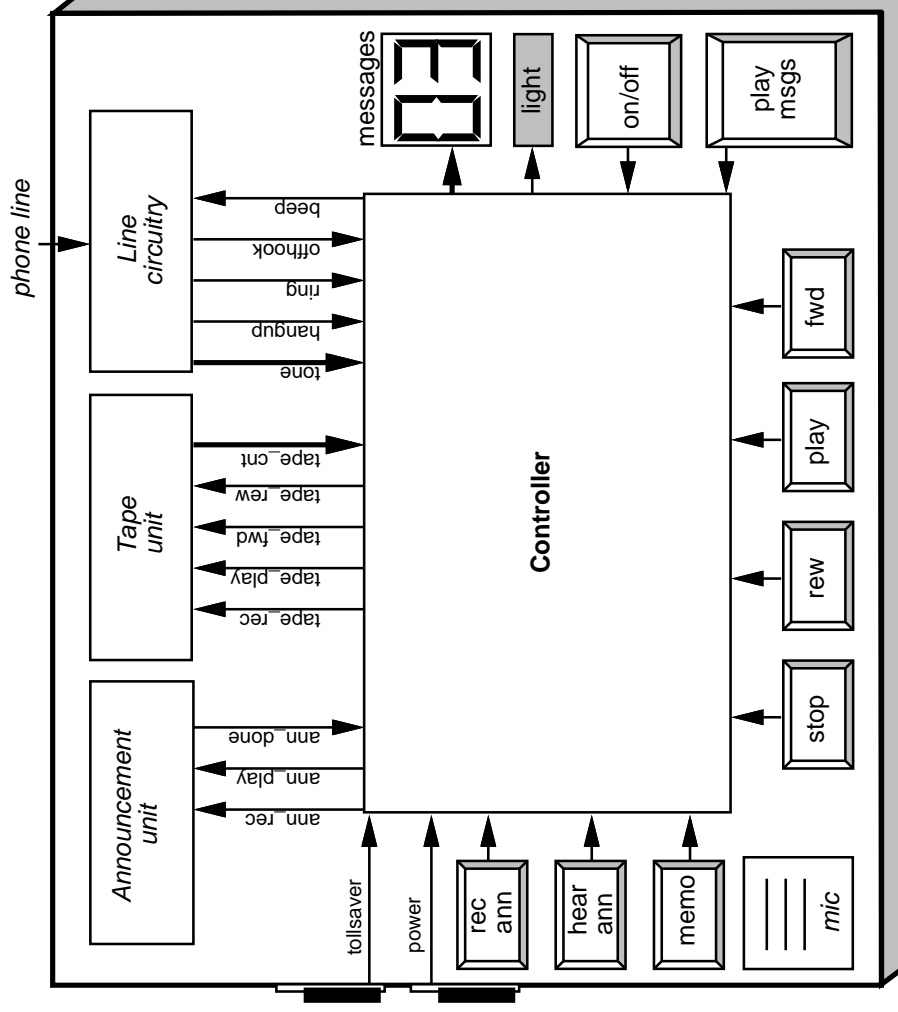 phone line
Announcement
unit
Tape
unit
Line
circuitry
ann_rec
ann_play
ann_done
tape_rec
tape_play
tape_fwd
tape_rew
tape_cnt
tone
hangup
ring
offhook
beep
messages
03
light
on/off
play
msgs
Controller
tollsaver
power
rec
ann
hear
ann
memo
mic
stop
rew
play
fwd